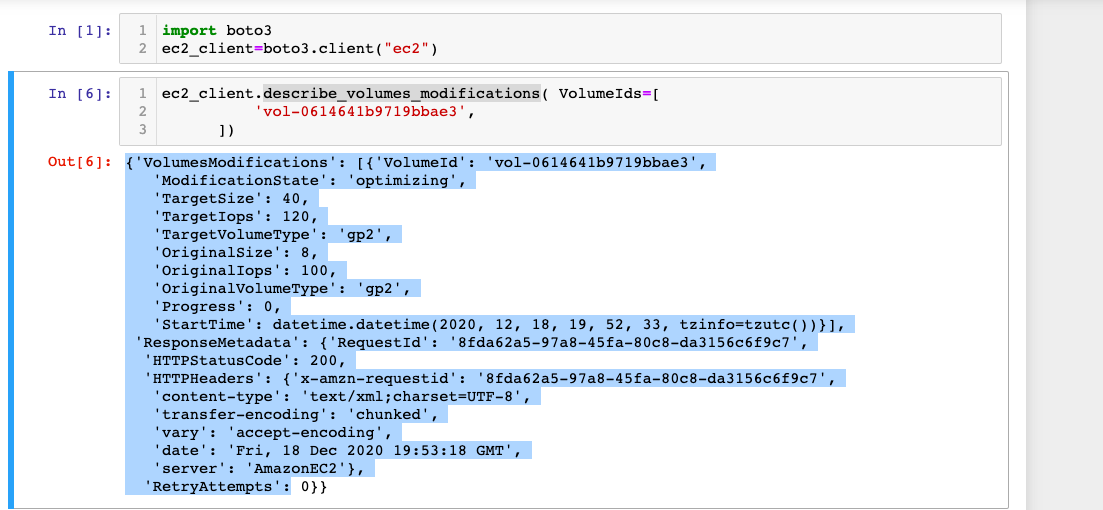 In [1]:
1 import boto3
2 ec2_client=boto3.client("ec2")
In [6]:
1 ec2_client.describe_volumes_modifications( VolumeIds=[
2 'vol-0614641b9719bbae3',
3 ])
Out[6]:
{'VolumesModifications': [{'VolumeId': 'vol-0614641b9719bbae3',
'ModificationState': 'optimizing',
'TargetSize': 40,
'TargetIops': 120,
'TargetVolumeType': 'gp2',
'OriginalSize': 8,
'OriginalIops': 100,
'OriginalVolumeType': 'gp2',
'Progress': 0,
'StartTime': datetime.datetime(2020, 12, 18, 19, 52, 33, tzinfo=tzutc())}],
'ResponseMetadata': {'RequestId': '8fda62a5-97a8-45fa-80c8-da3156c6f9c7',
'HTTPStatusCode': 200,
'HTTPHeaders': {'x-amzn-requestid': '8fda62a5-97a8-45fa-80c8-da3156c6f9c7',
'content-type': 'text/xml;charset=UTF-8',
'transfer-encoding': 'chunked',
'vary': 'accept-encoding',
'date': 'Fri, 18 Dec 2020 19:53:18 GMT',
'server': 'AmazonEC2'},
'RetryAttempts': 0}}